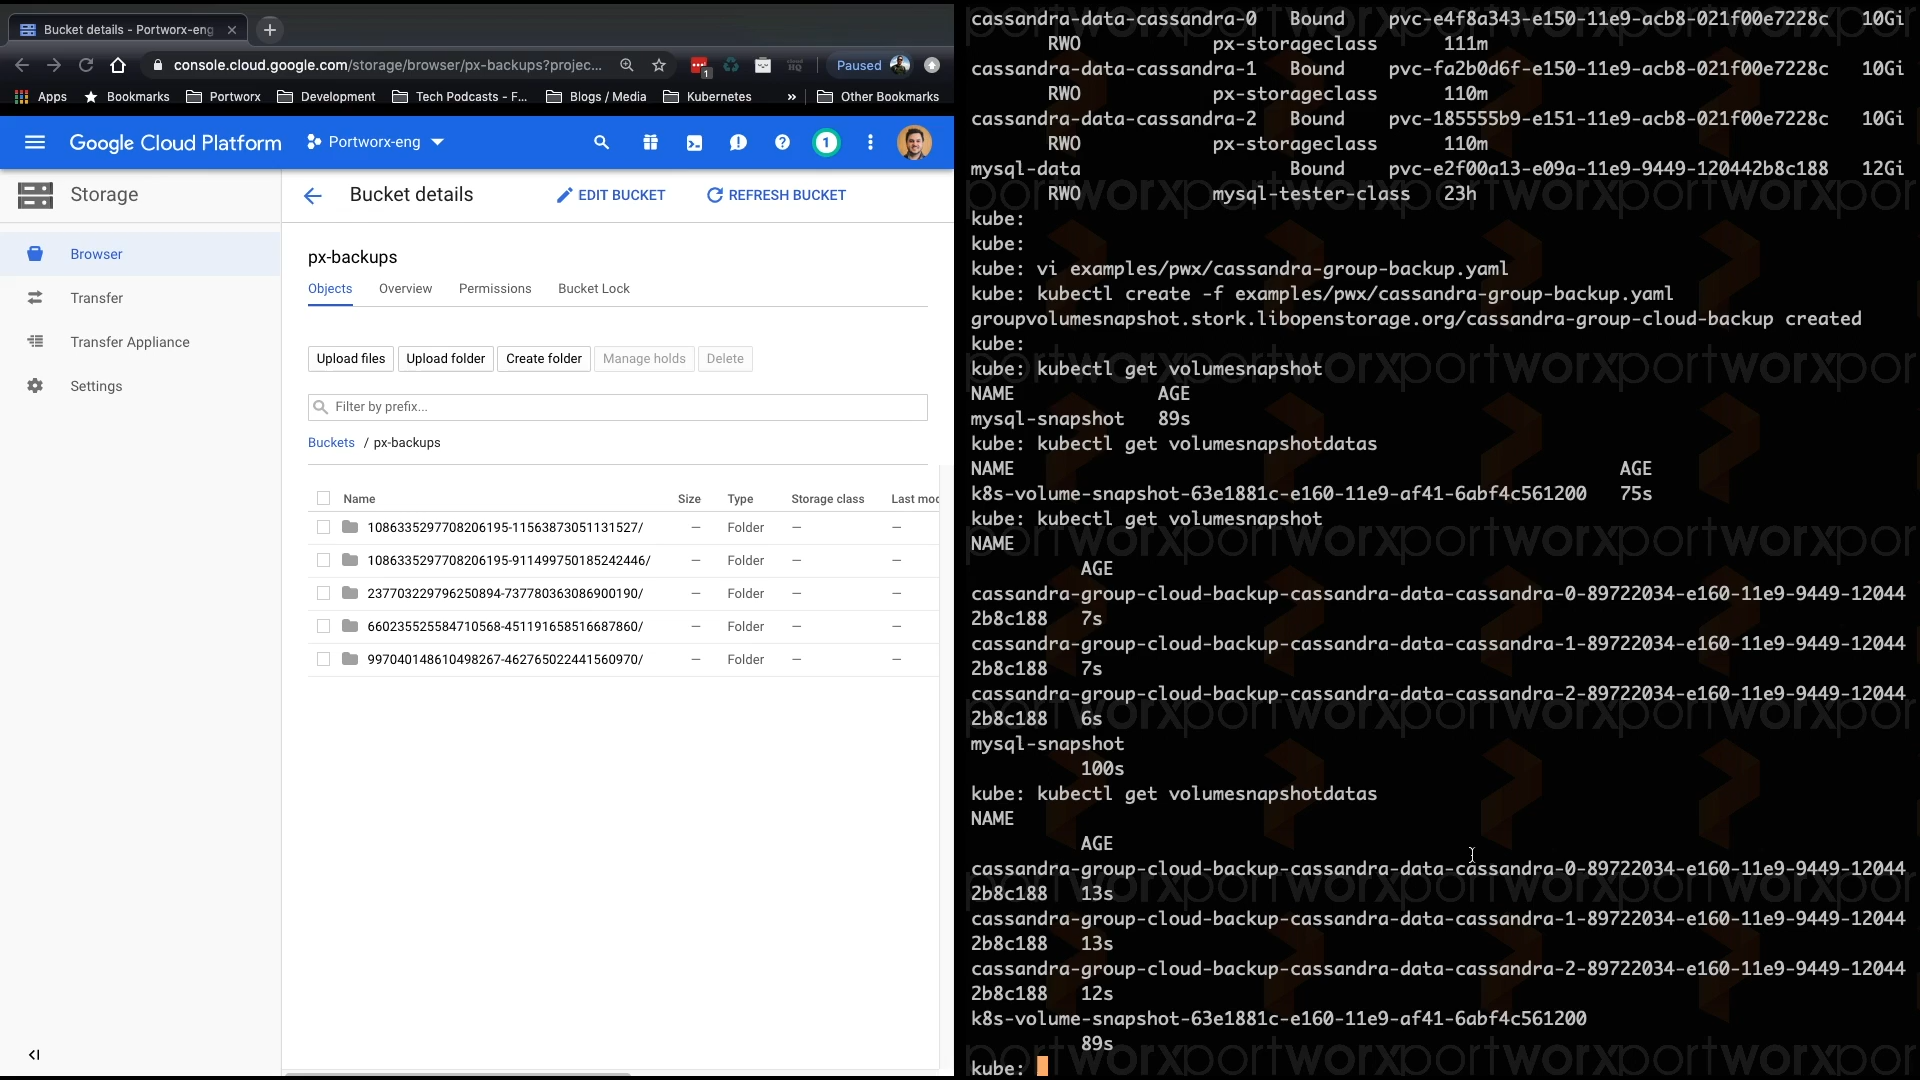 Bucket details - Portworx-eng
console.cloud.google.com/storage/browser/px-backups?projec...
1
Paused
Apps
Bookmarks
Portworx
Development
Tech Podcasts - F...
Blogs / Media
Kubernetes
»
Other Bookmarks
Google Cloud Platform
Portworx-eng
1
Storage
Bucket details
EDIT BUCKET
REFRESH BUCKET
Browser
Transfer
Transfer Appliance
Settings
px-backups
Objects
Overview
Permissions
Bucket Lock
Upload files
Upload folder
Create folder
Manage holds
Delete
Filter by prefix...
Buckets / px-backups
Name Size Type Storage class Last moc
1086335297708206195-11563873051131527/ — Folder — —
1086335297708206195-911499750185242446/ — Folder — —
237703229796250894-737780363086900190/ — Folder — —
660235525584710568-451191658516687860/ — Folder — —
997040148610498267-462765022441560970/ — Folder — —
cassandra-data-cassandra-0 Bound pvc-e4f8a343-e150-11e9-acb8-021f00e7228c 10Gi
RWO px-storageclass 111m
cassandra-data-cassandra-1 Bound pvc-fa2b0d6f-e150-11e9-acb8-021f00e7228c 10Gi
RWO px-storageclass 110m
cassandra-data-cassandra-2 Bound pvc-185555b9-e151-11e9-acb8-021f00e7228c 10Gi
RWO px-storageclass 110m
mysql-data Bound pvc-e2f00a13-e09a-11e9-9449-120442b8c188 12Gi
RWO mysql-tester-class 23h
kube:
kube:
kube: vi examples/pwx/cassandra-group-backup.yaml
kube: kubectl create -f examples/pwx/cassandra-group-backup.yaml
groupvolumesnapshot.stork.libopenstorage.org/cassandra-group-cloud-backup created
kube:
kube: kubectl get volumesnapshot
NAME AGE
mysql-snapshot 89s
kube: kubectl get volumesnapshotdatas
NAME AGE
k8s-volume-snapshot-63e1881c-e160-11e9-af41-6abf4c561200 75s
kube: kubectl get volumesnapshot
NAME
AGE
cassandra-group-cloud-backup-cassandra-data-cassandra-0-89722034-e160-11e9-9449-12044
2b8c188 7s
cassandra-group-cloud-backup-cassandra-data-cassandra-1-89722034-e160-11e9-9449-12044
2b8c188 7s
cassandra-group-cloud-backup-cassandra-data-cassandra-2-89722034-e160-11e9-9449-12044
2b8c188 6s
mysql-snapshot
100s
kube: kubectl get volumesnapshotdatas
NAME
AGE
cassandra-group-cloud-backup-cassandra-data-cassandra-0-89722034-e160-11e9-9449-12044
2b8c188 13s
cassandra-group-cloud-backup-cassandra-data-cassandra-1-89722034-e160-11e9-9449-12044
2b8c188 13s
cassandra-group-cloud-backup-cassandra-data-cassandra-2-89722034-e160-11e9-9449-12044
2b8c188 12s
k8s-volume-snapshot-63e1881c-e160-11e9-af41-6abf4c561200
89s
kube: